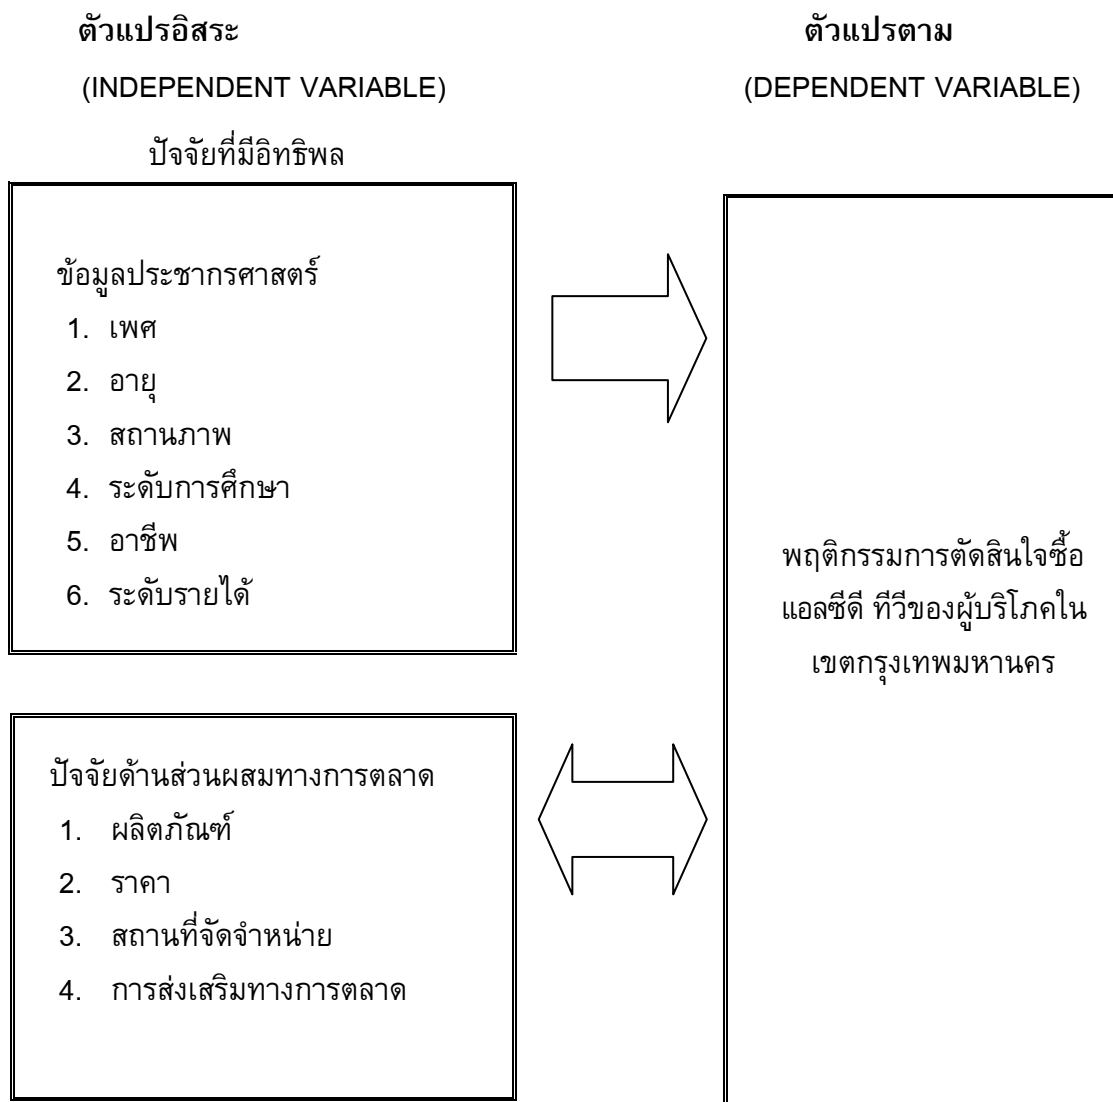 ตัวแปรอิสระ
(INDEPENDENT VARIABLE)
ปัจจัยที่มีอิทธิพล
ข้อมูลประชากรศาสตร์
1. เพศ
2. อายุ
3. สถานภาพ
4. ระดับการศึกษา
5. อาชีพ
6. ระดับรายได้
ปัจจัยด้านส่วนผสมทางการตลาด
1. ผลิตภัณฑ์
2. ราคา
3. สถานที่จัดจำหน่าย
4. การส่งเสริมทางการตลาด
ตัวแปรตาม
(DEPENDENT VARIABLE)
พฤติกรรมการตัดสินใจซื้อ
แอลซีดี ทีวีของผู้บริโภคใน
เขตกรุงเทพมหานคร